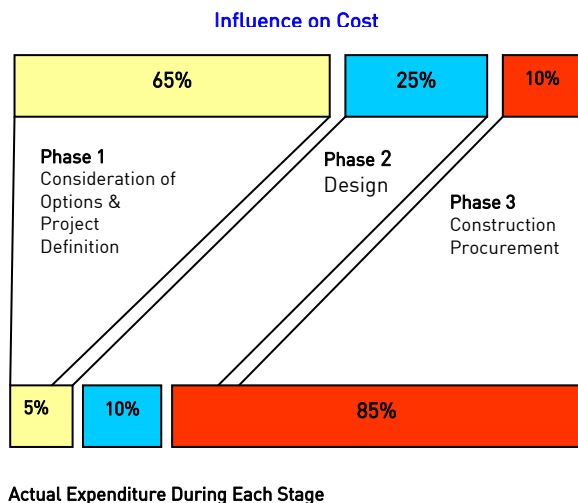 Influence on Cost
65%
25%
10%
Phase 1
Consideration of
Options &
Project
Definition
Phase 2
Design
Phase 3
Construction
Procurement
5%
10%
85%
Actual Expenditure During Each Stage